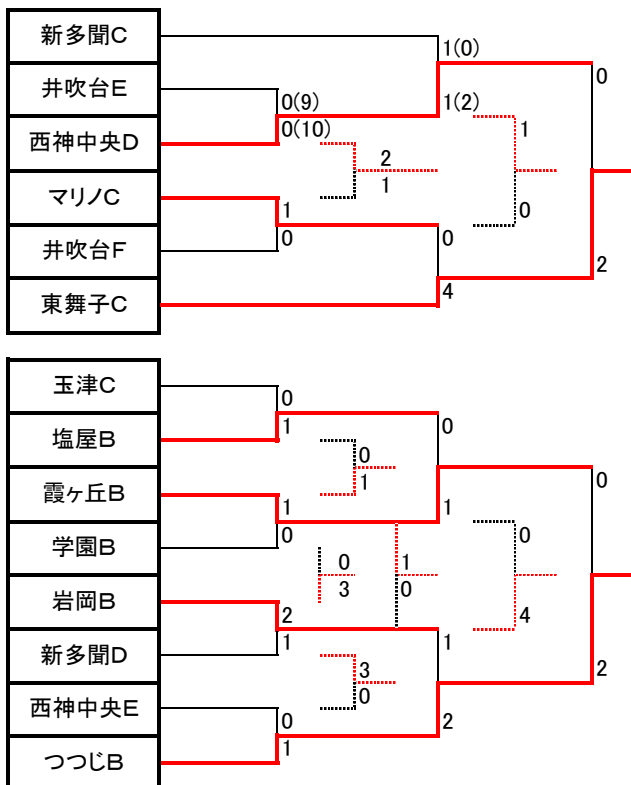 新多聞C
1(0)
0
井吹台E
0(9)
1(2)
西神中央D
0(10)
1
2
1
マリノC
1
0
井吹台F
0
0
2
東舞子C
4
玉津C
0
塩屋B
1
0
0
1
0
霞ヶ丘B
1
1
学園B
0
0
0
3
1
0
岩岡B
2
4
新多聞D
1
1
3
0
2
西神中央E
0
2
つつじB
1